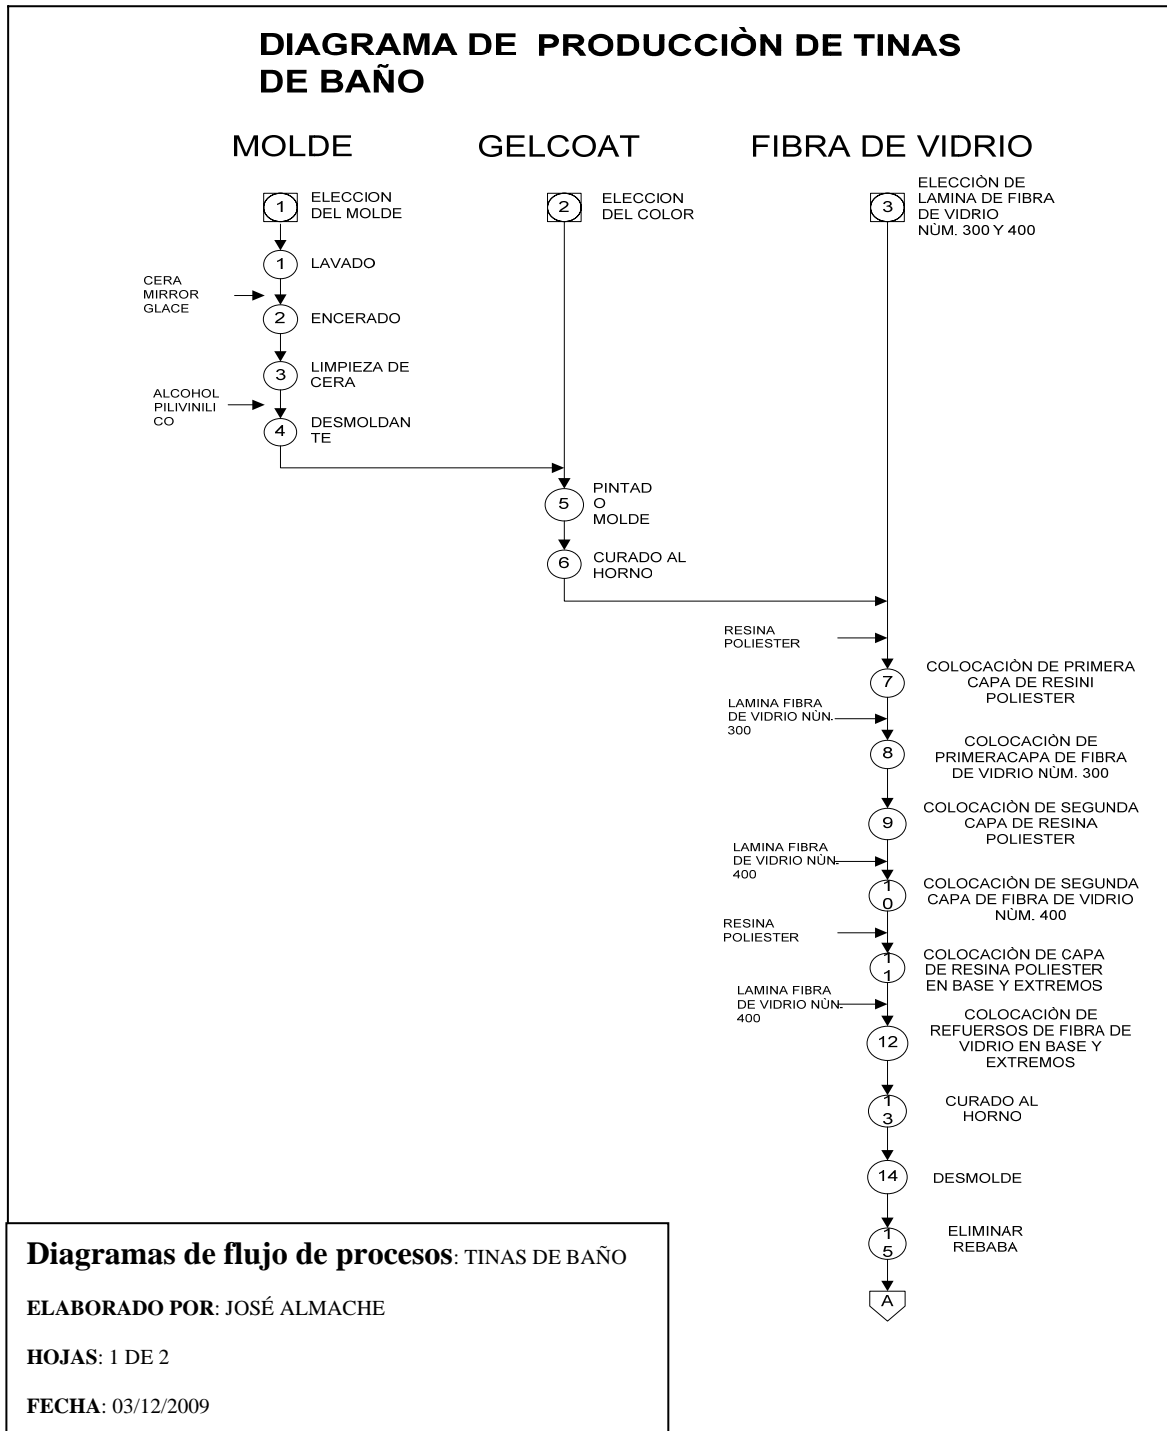 DIAGRAMA DE PRODUCCIÒN DE TINAS
DE BAÑO
MOLDE
GELCOAT
FIBRA DE VIDRIO
1
ELECCION
DEL MOLDE
2
ELECCION
DEL COLOR
3
ELECCIÒN DE
LAMINA DE FIBRA
DE VIDRIO
NÙM. 300 Y 400
1
LAVADO
CERA
MIRROR
GLACE
2
ENCERADO
3
LIMPIEZA DE
CERA
ALCOHOL
PILIVINILI
CO
4
DESMOLDAN
TE
5
PINTAD
O
MOLDE
6
CURADO AL
HORNO
RESINA
POLIESTER
7
COLOCACIÒN DE PRIMERA
CAPA DE RESINI
POLIESTER
LAMINA FIBRA
DE VIDRIO NÙN.
300
8
COLOCACIÒN DE
PRIMERACAPA DE FIBRA
DE VIDRIO NÙM. 300
9
COLOCACIÒN DE SEGUNDA
CAPA DE RESINA
POLIESTER
LAMINA FIBRA
DE VIDRIO NÙN.
400
1
0
COLOCACIÒN DE SEGUNDA
CAPA DE FIBRA DE VIDRIO
NÙM. 400
RESINA
POLIESTER
1
1
COLOCACIÒN DE CAPA
DE RESINA POLIESTER
EN BASE Y EXTREMOS
LAMINA FIBRA
DE VIDRIO NÙN.
400
12
COLOCACIÒN DE
REFUERSOS DE FIBRA DE
VIDRIO EN BASE Y
EXTREMOS
1
3
CURADO AL
HORNO
14
DESMOLDE
1
5
ELIMINAR
REBABA
A
Diagramas de flujo de procesos: TINAS DE BAÑO
ELABORADO POR: JOSÉ ALMACHE
HOJAS: 1 DE 2
FECHA: 03/12/2009